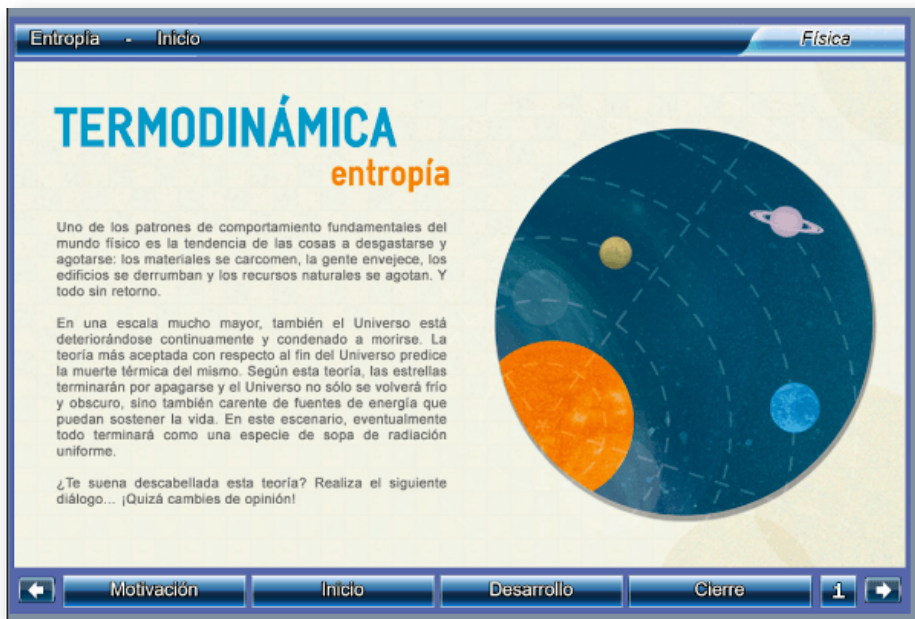 Entropía - Inicio
Física
TERMODINÁMICA
entropía
Uno de los patrones de comportamiento fundamentales del
mundo físico es la tendencia de las cosas a desgastarse y
agotarse: los materiales se carcomen, la gente envejece, los
edificios se derrumban y los recursos naturales se agotan. Y
todo sin retorno.
En una escala mucho mayor, también el Universo está
deteriorándose continuamente y condenado a morirse. La
teoría más aceptada con respecto al fin del Universo predice
la muerte térmica del mismo. Según esta teoría, las estrellas
terminarán por apagarse y el Universo no sólo se volverá frío
y obscuro, sino también carente de fuentes de energía que
puedan sostener la vida. En este escenario, eventualmente
todo terminará como una especie de sopa de radiación
uniforme.
¿Te suena descabellada esta teoría? Realiza el siguiente
diálogo... ¡Quizá cambies de opinión!
Motivación
Inicio
Desarrollo
Cierre
1